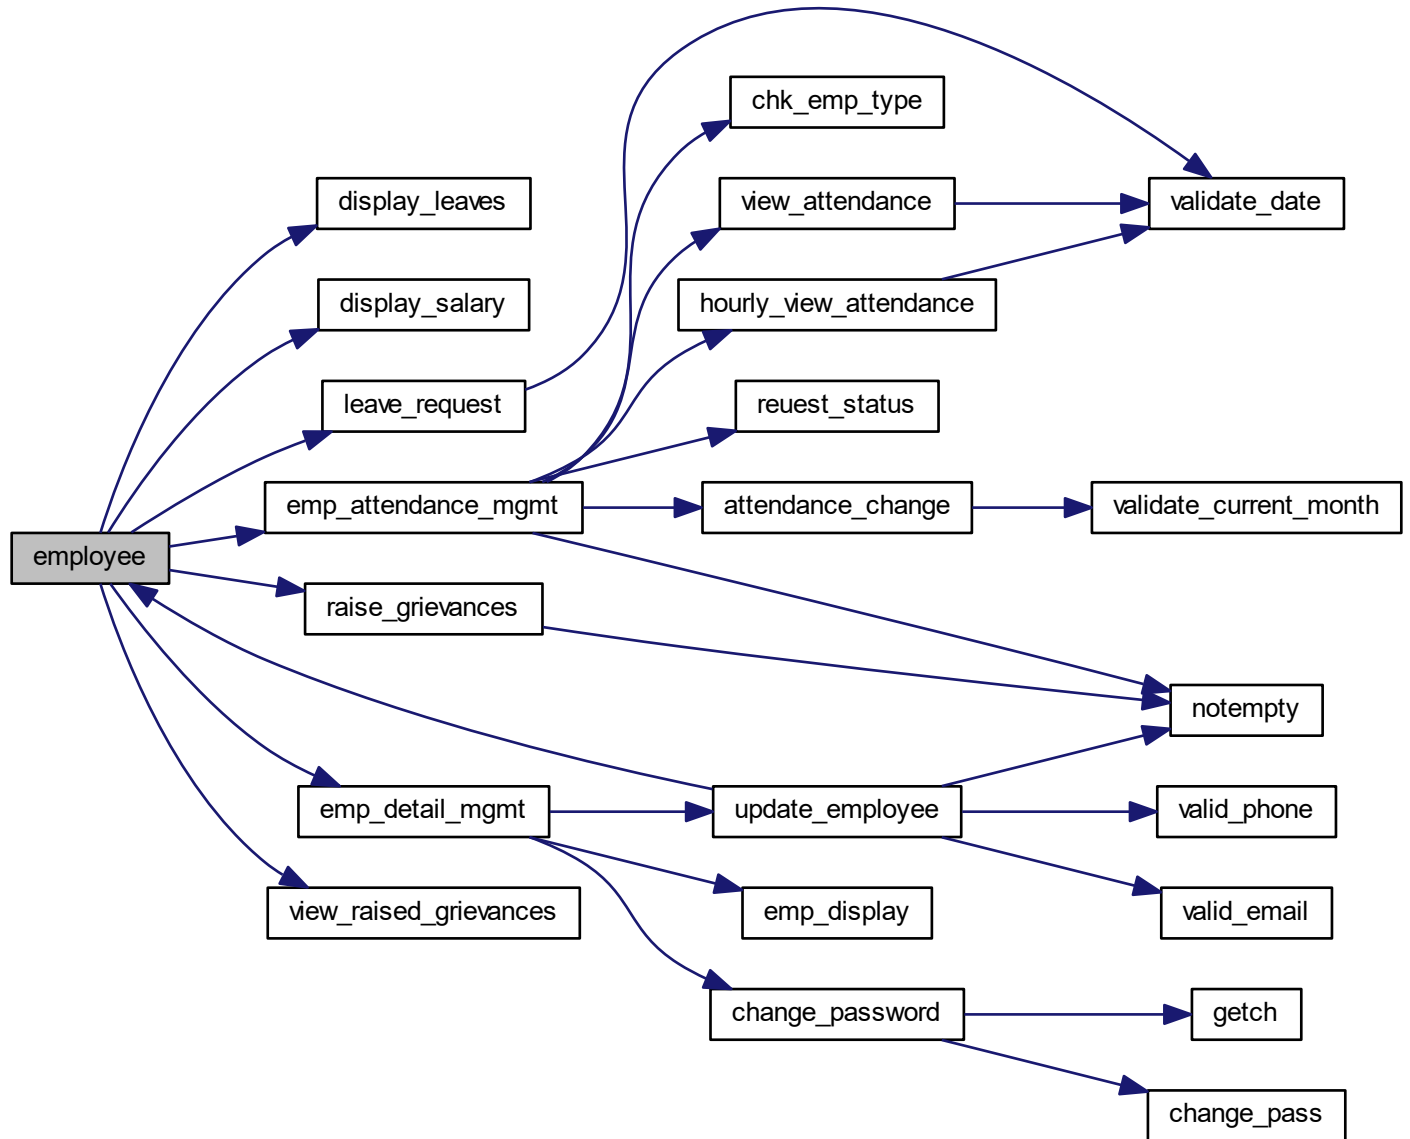 chk_emp_type
display_leaves
view_attendance
validate_date
display_salary
hourly_view_attendance
leave_request
reuest_status
emp_attendance_mgmt
attendance_change
validate_current_month
employee
raise_grievances
notempty
emp_detail_mgmt
update_employee
valid_phone
view_raised_grievances
emp_display
valid_email
change_password
getch
change_pass